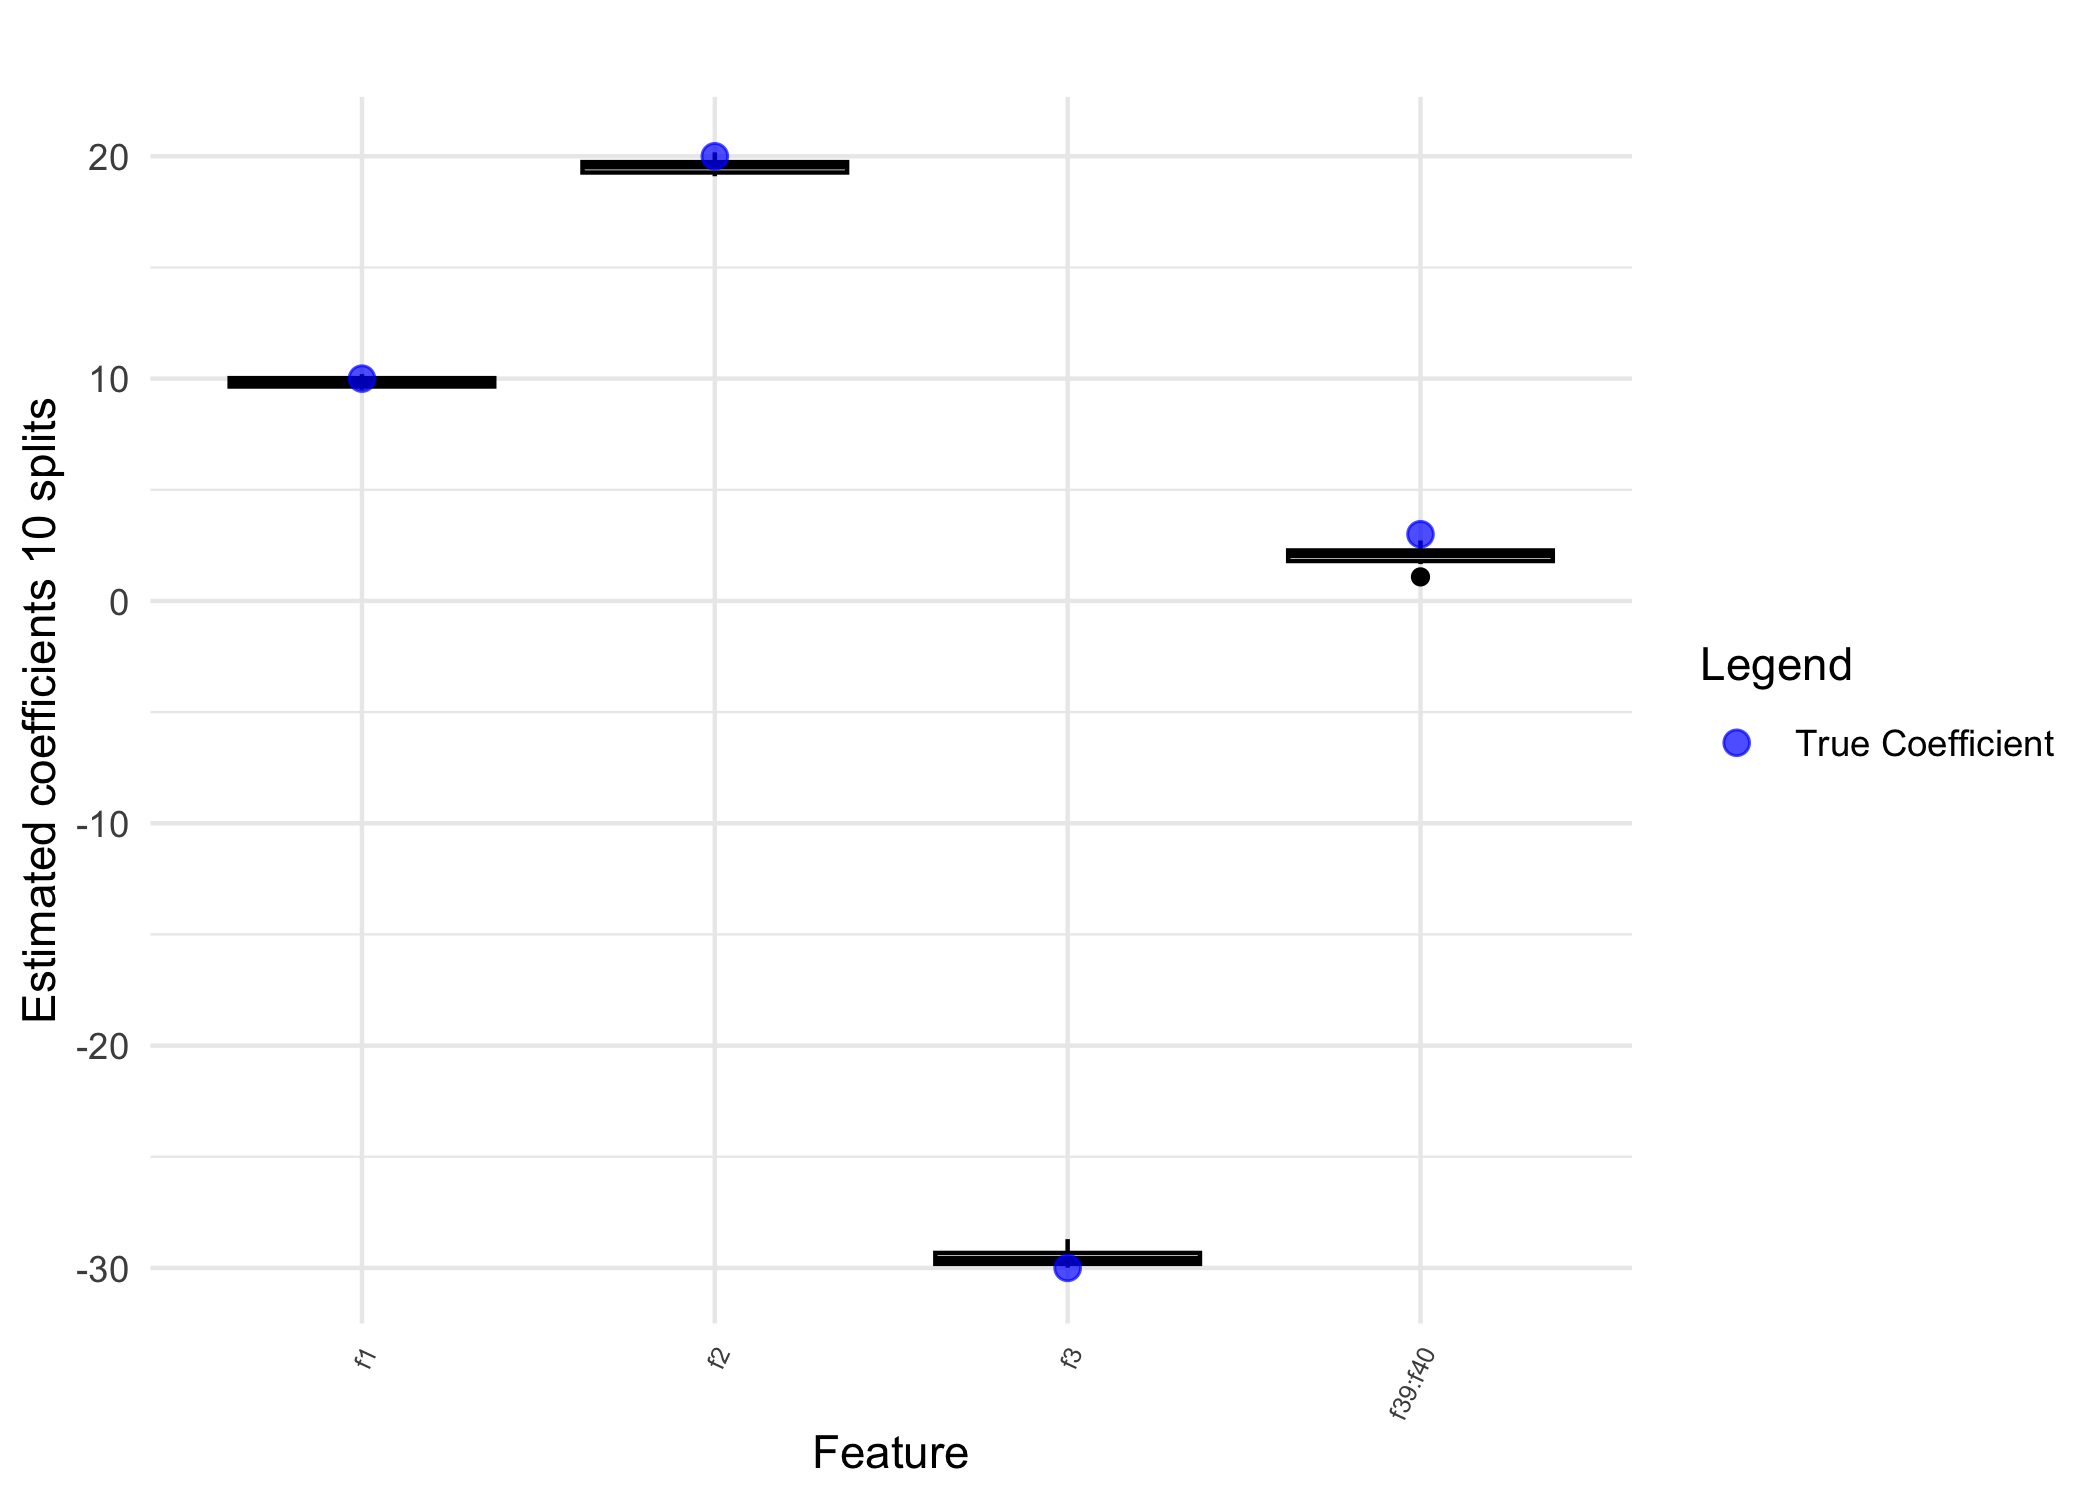 Estimated coefficients 10 splits
20
10
0
-10
-20
-30
f1
f2
f3
f39:f40
Feature
Legend
True Coefficient